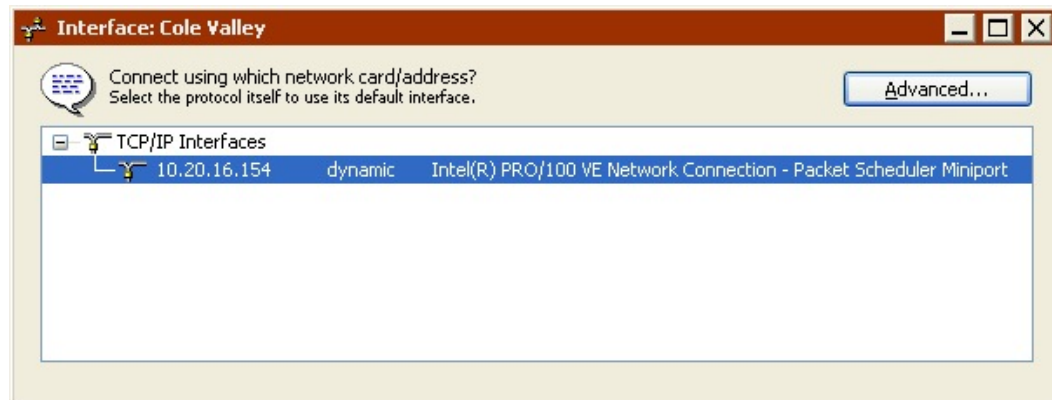 Interface: Cole Valley
Connect using which network card/address?
Select the protocol itself to use its default interface.
Advanced...
TCP/IP Interfaces
10.20.16.154 dynamic Intel(R) PRO/100 VE Network Connection - Packet Scheduler Miniport